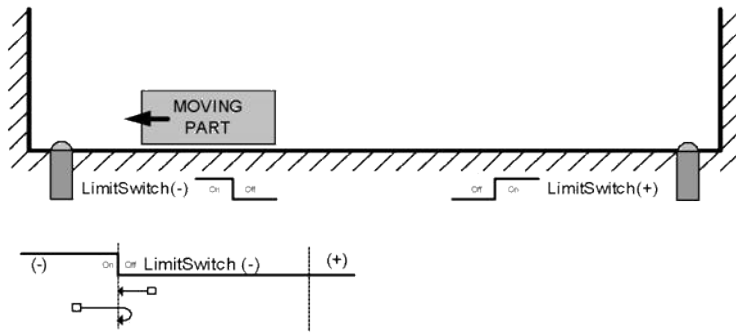 MOVING
PART
LimitSwitch(-) On Off Off On LimitSwitch(+)
(-) On Off LimitSwitch (-) (+)